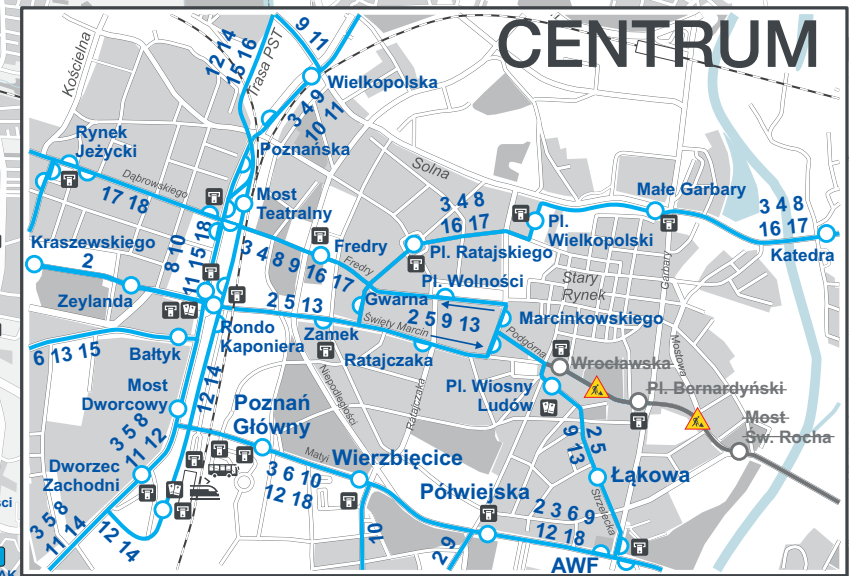 CENTRUM
9 11
12 14
15 16
Trasa PST
Kościelna
Wielkopolska
3 4 9
10 11
Rynek
Jeżycki
Poznańska
Solna
Dąbrowskiego
17 18
Most
Teatralny
3 4 8
16 17
Małe Garbary
3 4 8
16 17
Katedra
Pl.
Wielkopolski
Kraszewskiego
2
8 10
11 15 18
3 4 8 9 16 17
Fredry
Fredry
Pl. Ratajskiego
Garbary
Pl. Wolności
Stary
Rynek
Zeylanda
2 5 13
Gwarna
2 5 9 13
Marcinkowskiego
Święty Marcin
Podgórna
Mostowa
Rondo
Kaponiera
Zamek
Ratajczaka
Wrocławska
6 13 15
Bałtyk
Niepodległości
Ratajczaka
Pl. Wiosny
Ludów
Pl. Bernardyński
Most
Dworcowy
12 14
Poznań
Główny
Most
Św. Rocha
3 5 8
11 12
2 5
9 13
Matyi
Wierzbięcice
Dworzec
Zachodni
3 6 10
12 18
Łąkowa
Strzelecka
Półwiejska
2 3 6 9
12 18
3 5 8
11 14
12 14
10
2 9
AWF
ści
AK